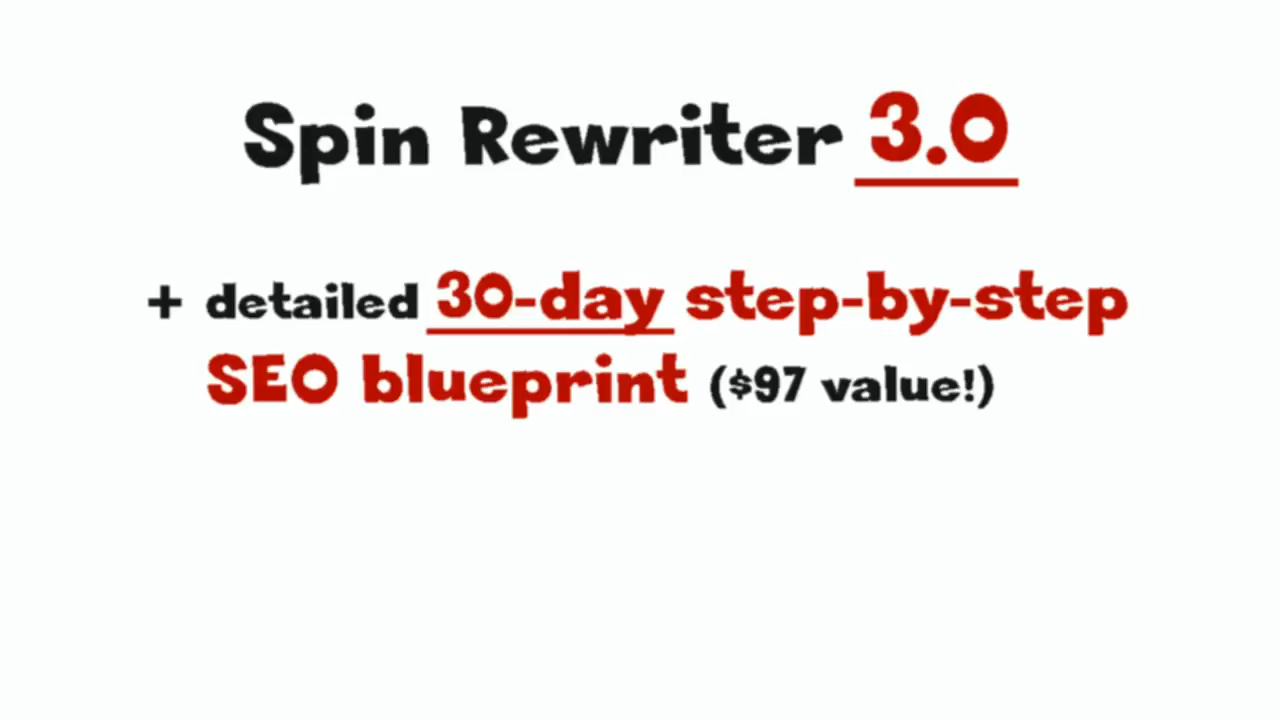 Spin Rewriter 3.0
+ detailed 30-day step-by-step
SEO blueprint ($97 value!)